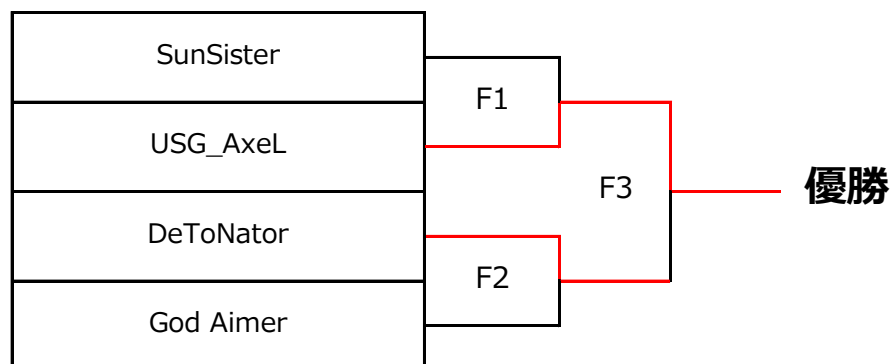 SunSister
F1
USG_AxeL
F3
優勝
DeToNator
F2
God Aimer